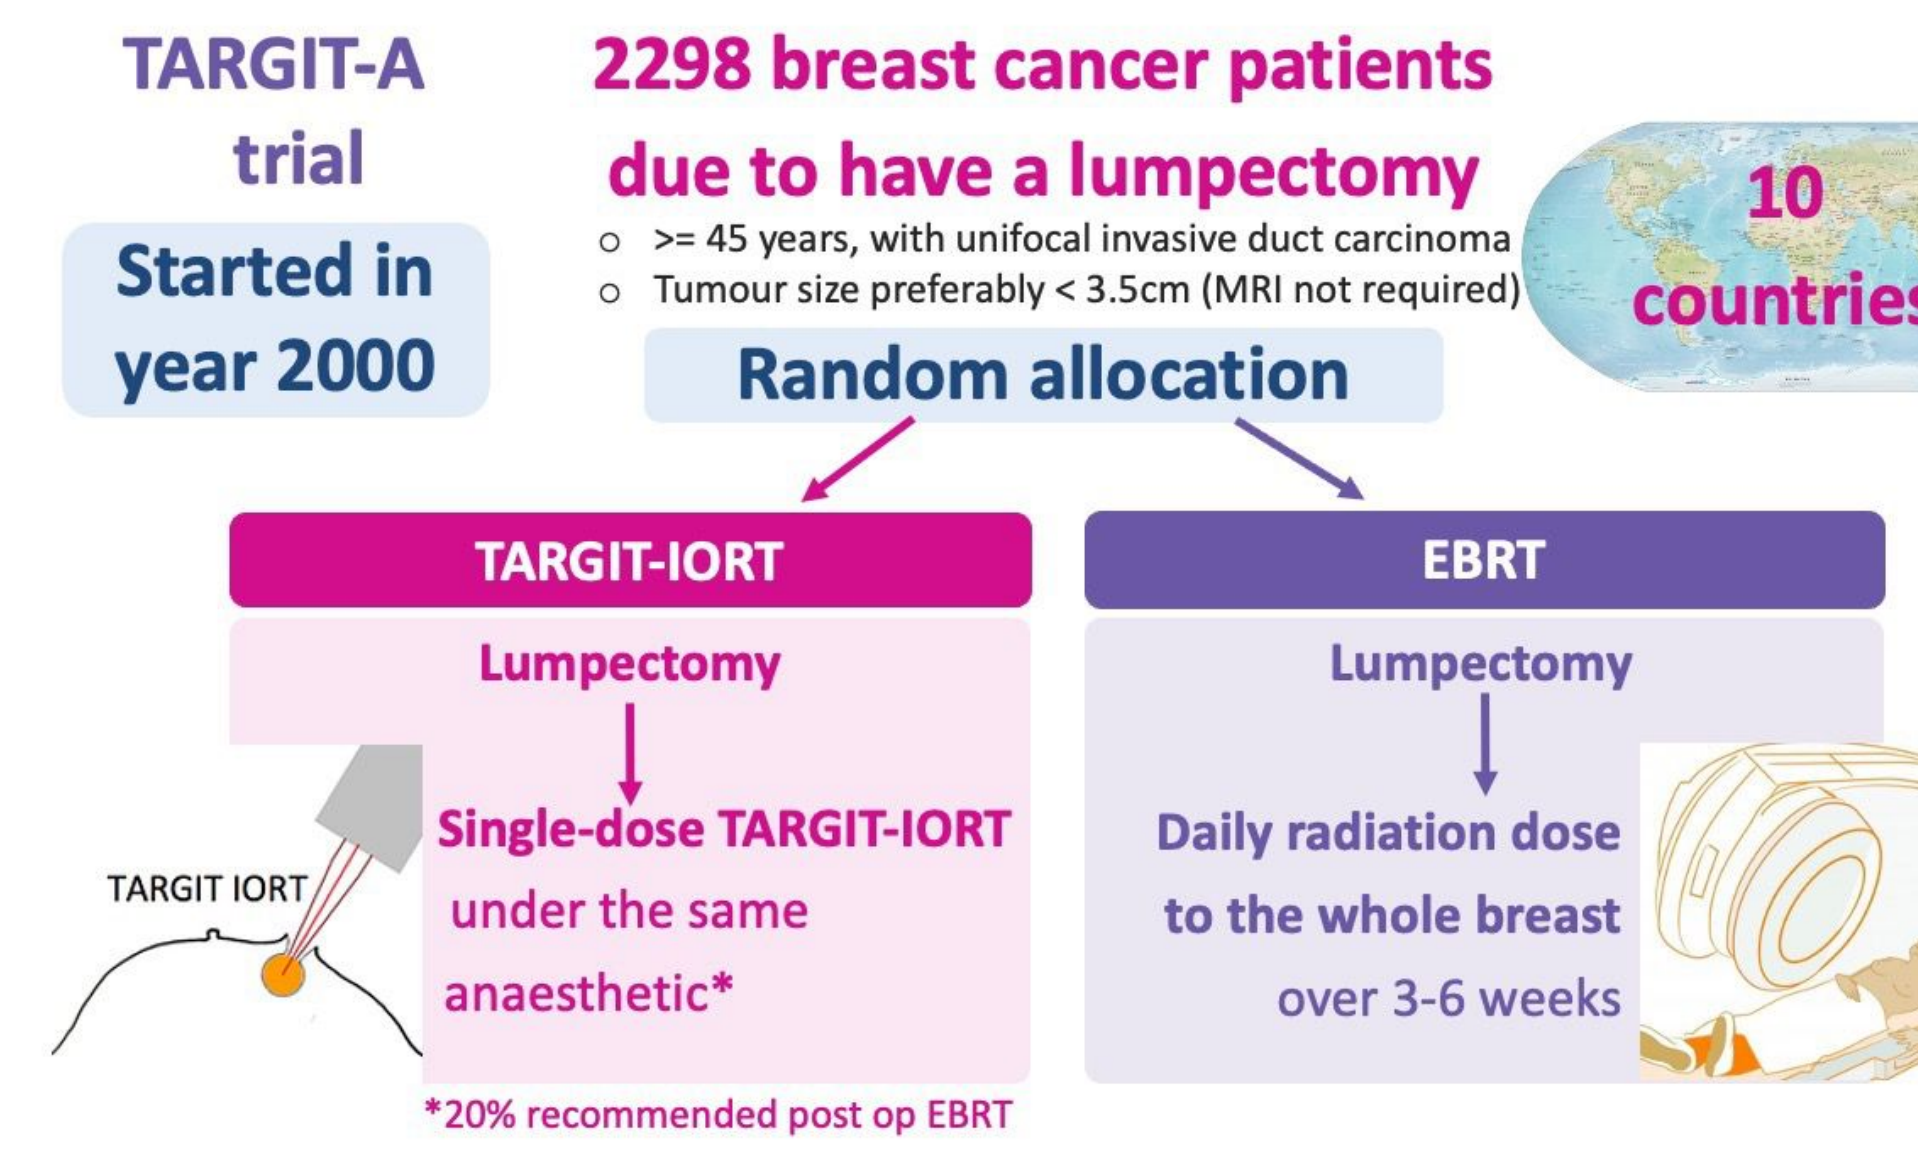 TARGIT-A
trial
Started in
year 2000
2298 breast cancer patients
due to have a lumpectomy
o >= 45 years, with unifocal invasive duct carcinoma
o Tumour size preferably < 3.5cm (MRI not required)
10
countries
Random allocation
TARGIT-IORT
Lumpectomy
Single-dose TARGIT-IORT
under the same
anaesthetic*
TARGIT IORT
*20% recommended post op EBRT
EBRT
Lumpectomy
Daily radiation dose
to the whole breast
over 3-6 weeks